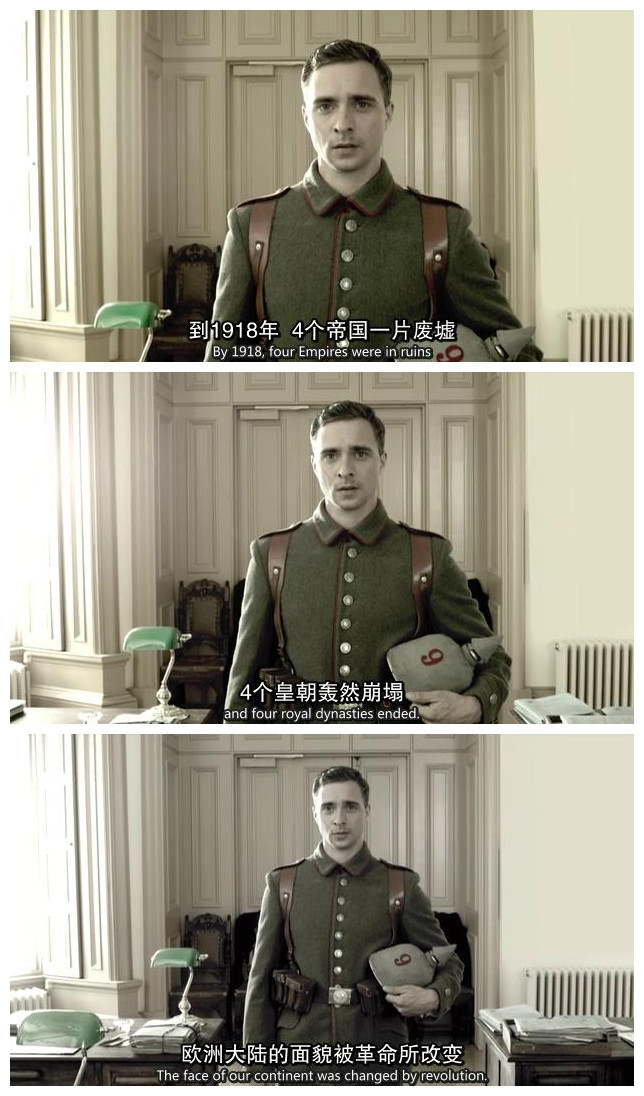 到1918年 4个帝国一片废墟
By 1918, four Empires were in ruins
9
4个皇朝轰然崩塌
and four royal dynasties ended.
9
欧洲大陆的面貌被革命所改变
The face of our continent was changed by revolution.